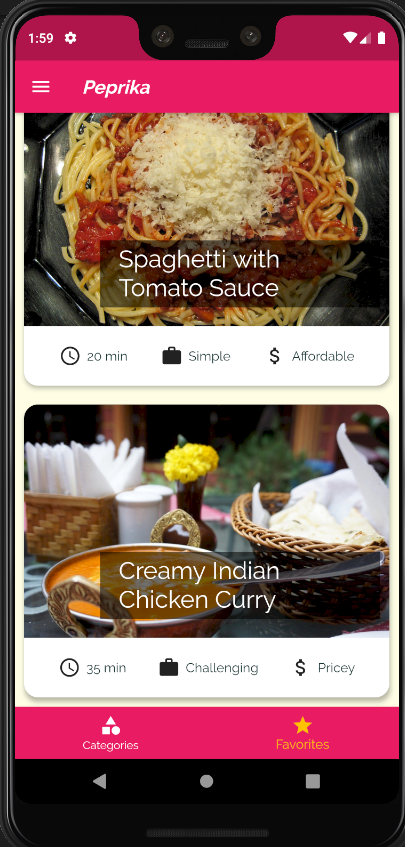 1:59
Peprika
Spaghetti with
Tomato Sauce
20 min Simple Affordable
Creamy Indian
Chicken Curry
35 min Challenging Pricey
Categories Favorites